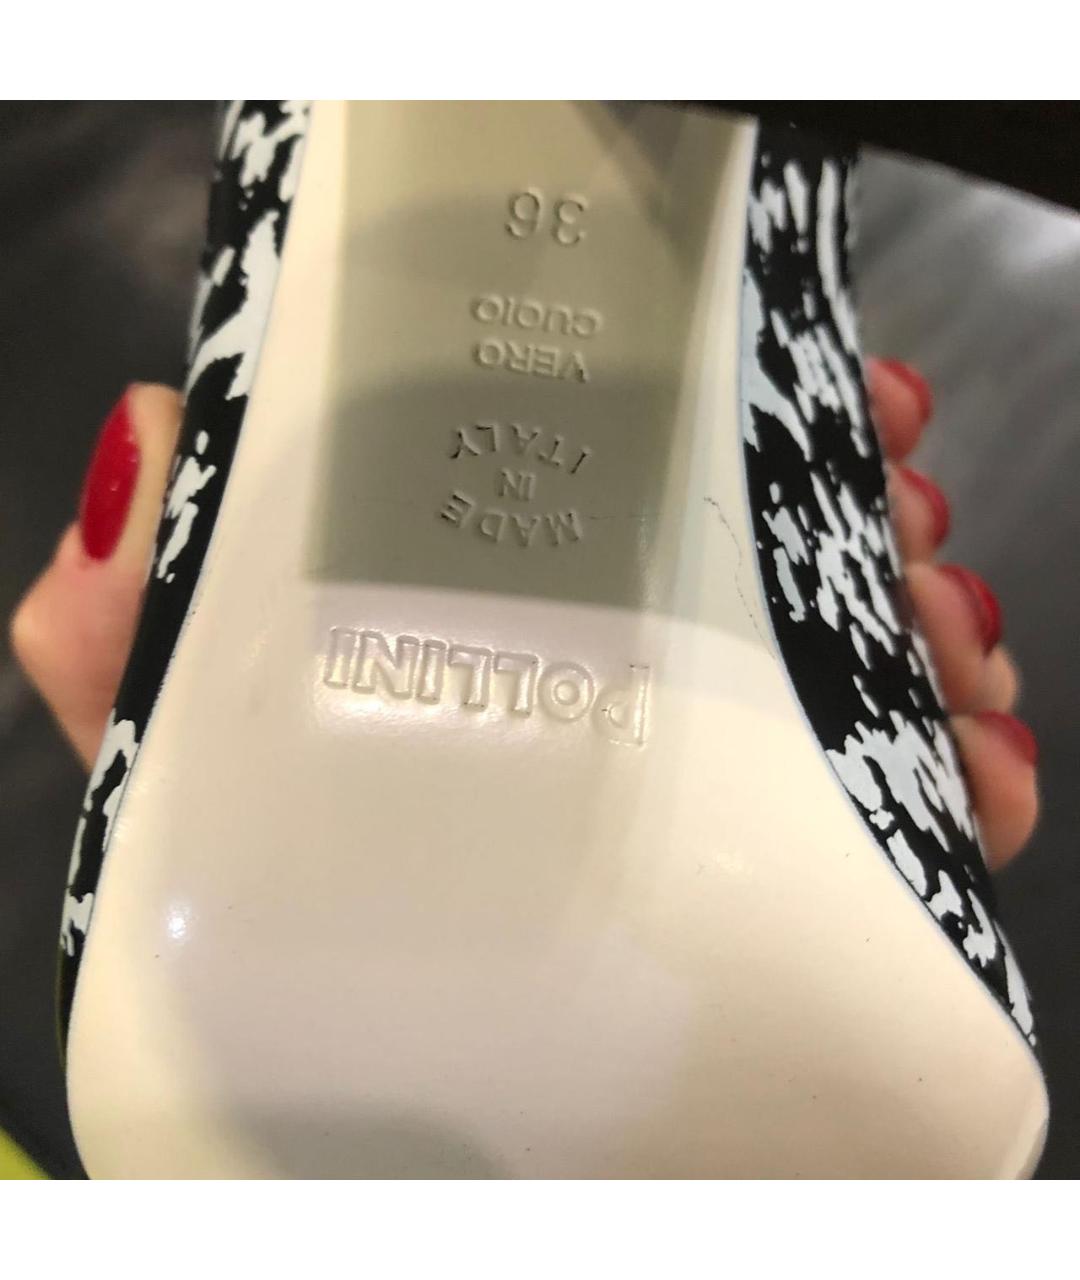 POLLINI
MADE
IN
ITALY
VERO
CUOIO
36